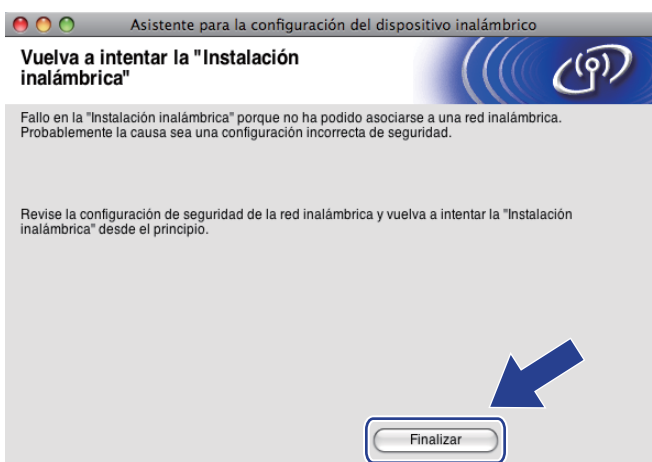 Asistente para la configuración del dispositivo inalámbrico
Vuelva a intentar la "Instalación
inalámbrica"
Fallo en la "Instalación inalámbrica" porque no ha podido asociarse a una red inalámbrica.
Probablemente la causa sea una configuración incorrecta de seguridad.
Revise la configuración de seguridad de la red inalámbrica y vuelva a intentar la "Instalación
inalámbrica" desde el principio.
Finalizar